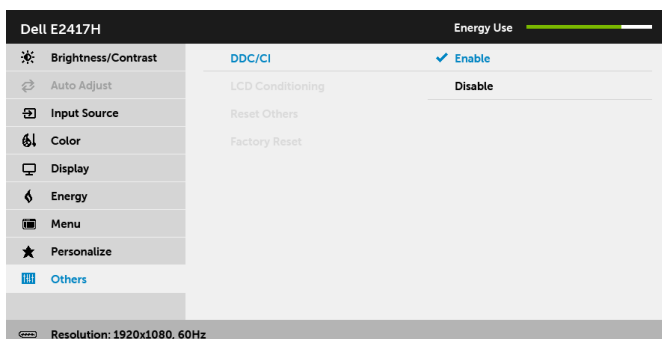 Dell E2417H
Energy Use
Brightness/Contrast
DDC/CI
Enable
Auto Adjust
LCD Conditioning
Disable
Input Source
Reset Others
Color
Factory Reset
Display
Energy
Menu
Personalize
Others
Resolution: 1920x1080, 60Hz